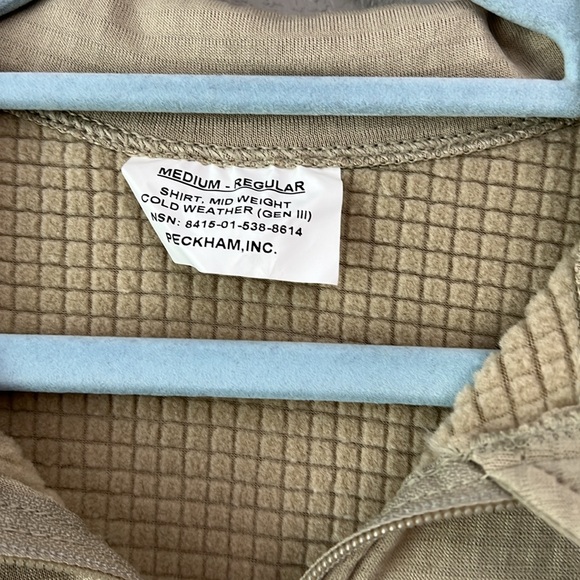 MEDIUM - REGULAR
SHIRT, MID WEIGHT
COLD WEATHER (GEN III)
NSN: 8415-01-538-8614
PECKHAM, INC.